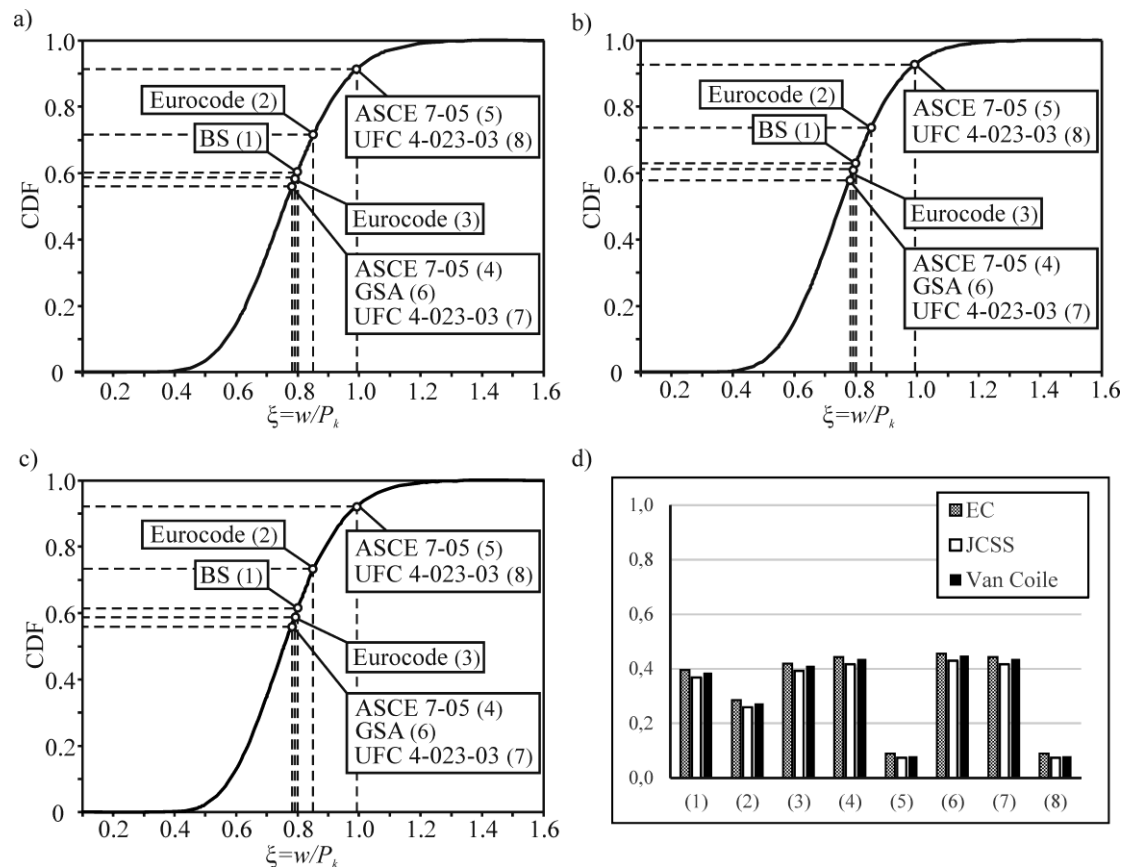 a)
CDF
1.0
0.8
0.6
0.4
0.2
0
Eurocode (2)
BS (1)
ASCE 7-05 (5)
UFC 4-023-03 (8)
Eurocode (3)
ASCE 7-05 (4)
GSA (6)
UFC 4-023-03 (7)
0.2 0.4 0.6 0.8 1.0 1.2 1.4 1.6
ξ=w/Pk
b)
CDF
1.0
0.8
0.6
0.4
0.2
0
Eurocode (2)
BS (1)
ASCE 7-05 (5)
UFC 4-023-03 (8)
Eurocode (3)
ASCE 7-05 (4)
GSA (6)
UFC 4-023-03 (7)
0.2 0.4 0.6 0.8 1.0 1.2 1.4 1.6
ξ=w/Pk
c)
CDF
1.0
0.8
0.6
0.4
0.2
0
Eurocode (2)
BS (1)
ASCE 7-05 (5)
UFC 4-023-03 (8)
Eurocode (3)
ASCE 7-05 (4)
GSA (6)
UFC 4-023-03 (7)
0.2 0.4 0.6 0.8 1.0 1.2 1.4 1.6
ξ=w/Pk
d)
1,0
0,8
0,6
0,4
0,2
0,0
EC
JCSS
Van Coile
(1) (2) (3) (4) (5) (6) (7) (8)